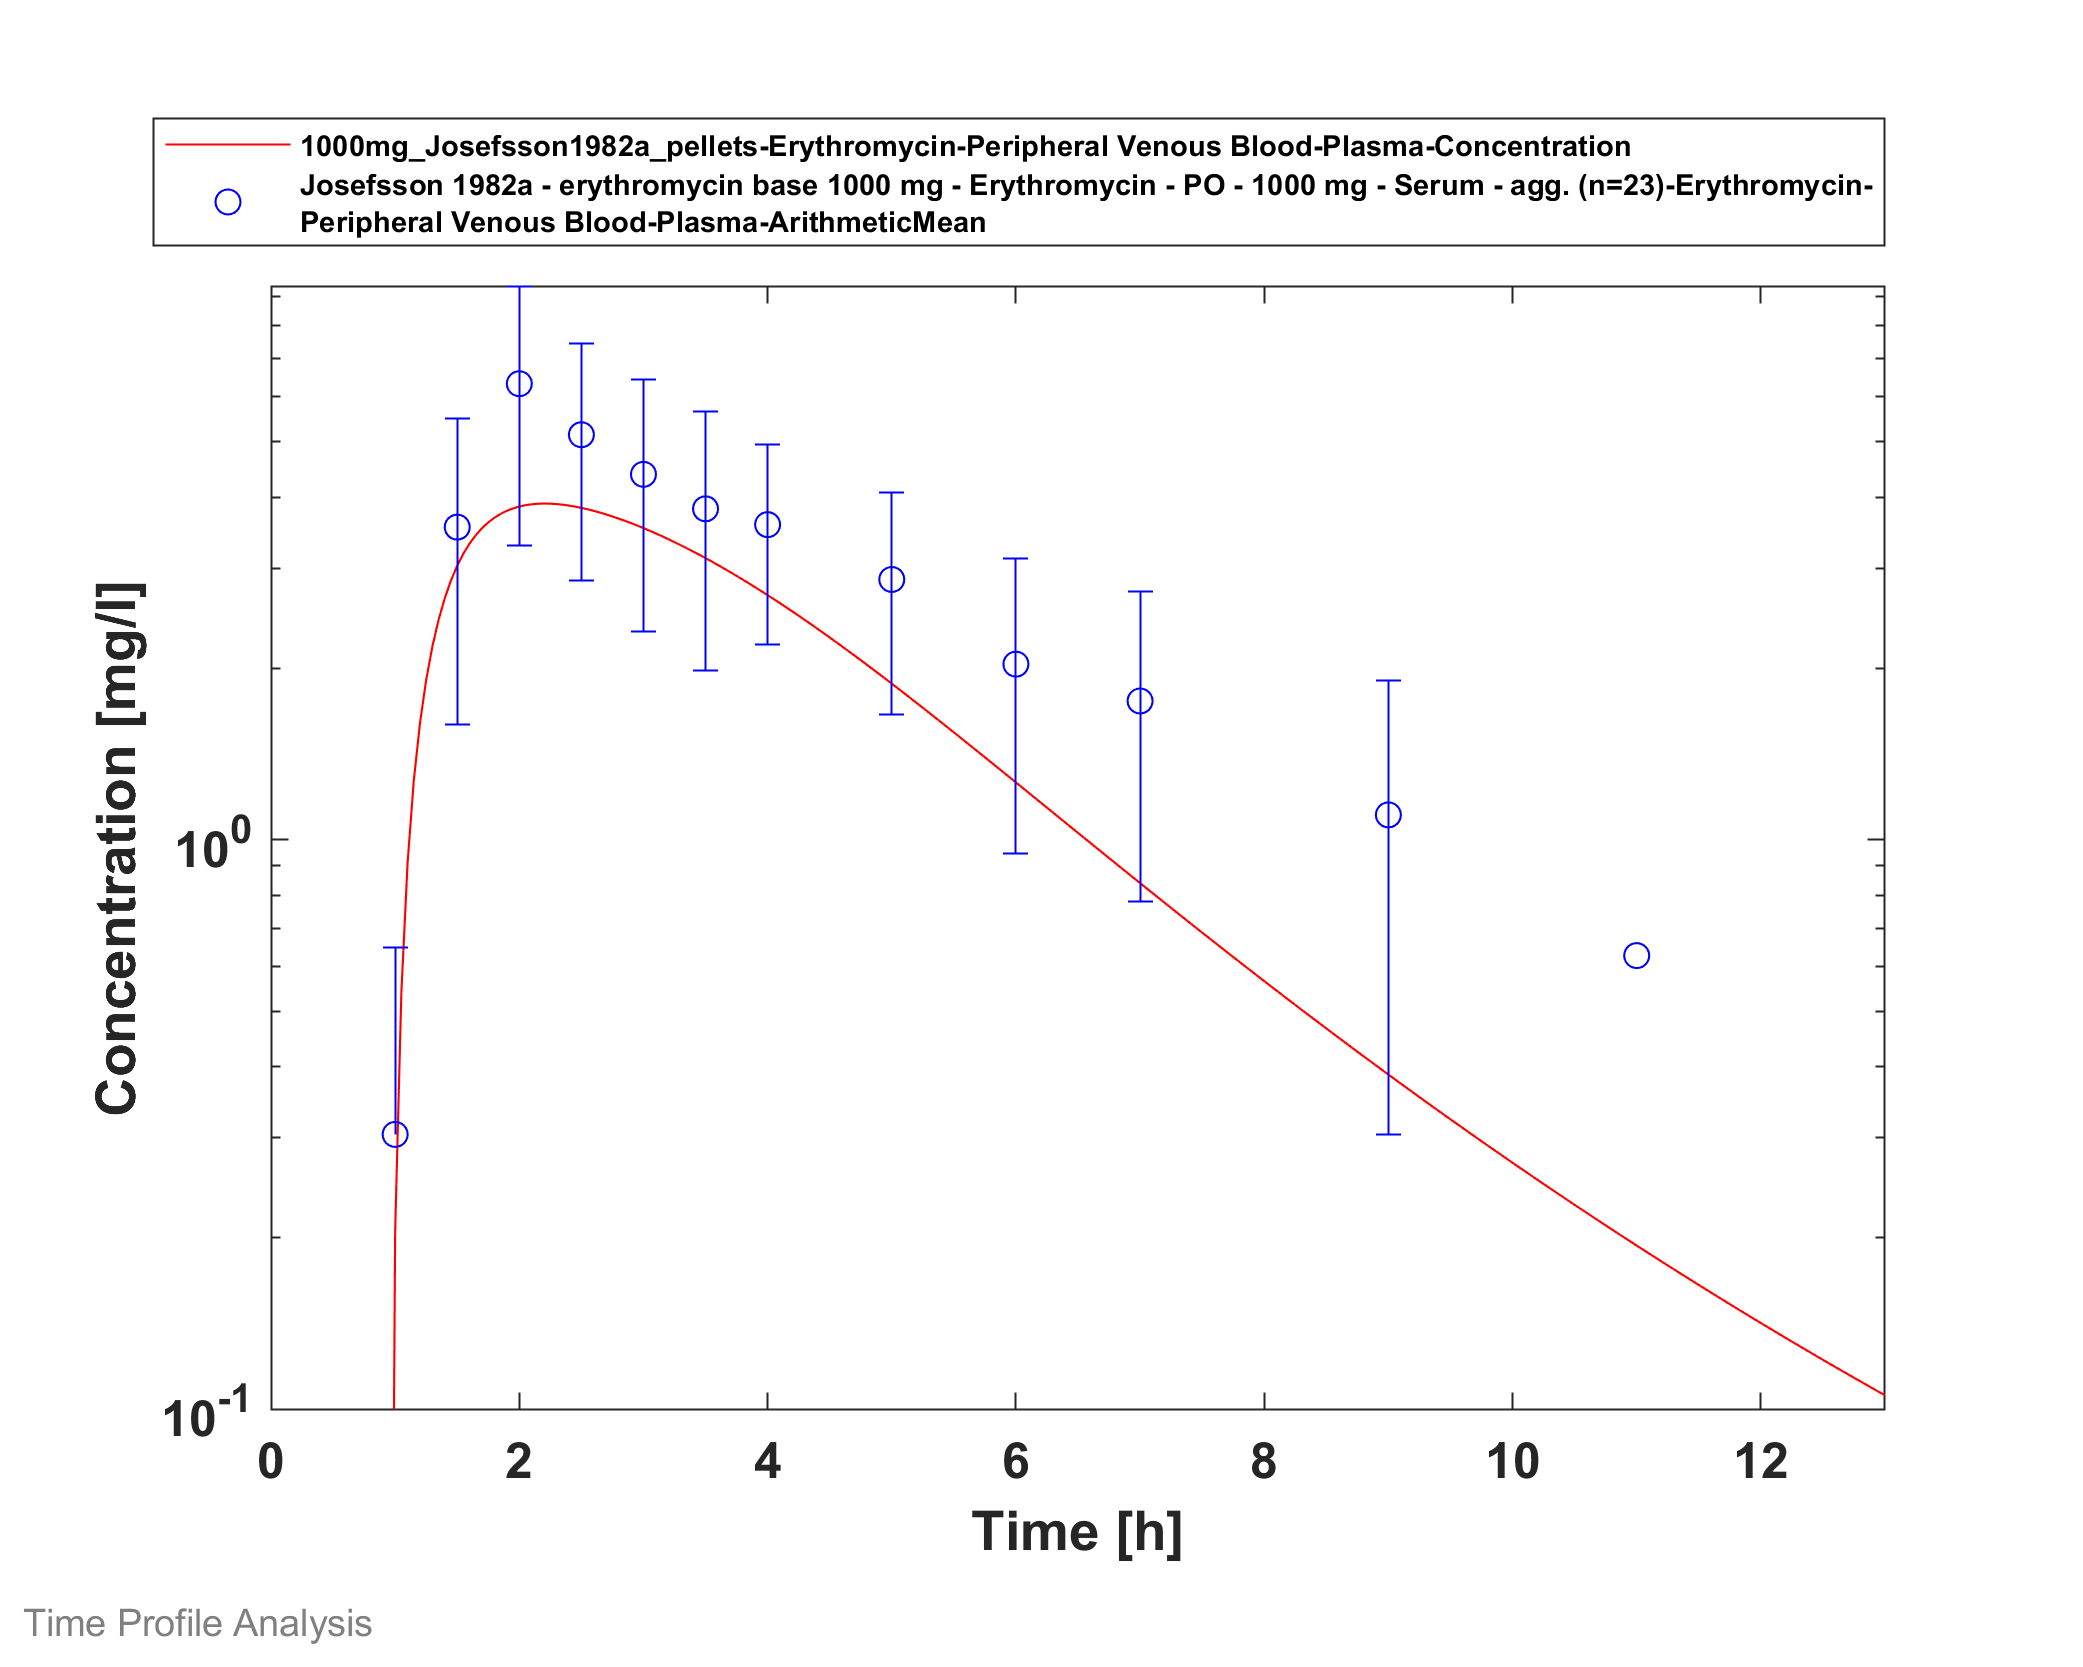 1000mg_Josefsson1982a_pellets-Erythromycin-Peripheral Venous Blood-Plasma-Concentration
Josefsson 1982a - erythromycin base 1000 mg - Erythromycin - PO - 1000 mg - Serum - agg. (n=23)-Erythromycin-
Peripheral Venous Blood-Plasma-ArithmeticMean
Concentration [mg/l]
10^0
10^-1
0 2 4 6 8 10 12
Time [h]
Time Profile Analysis